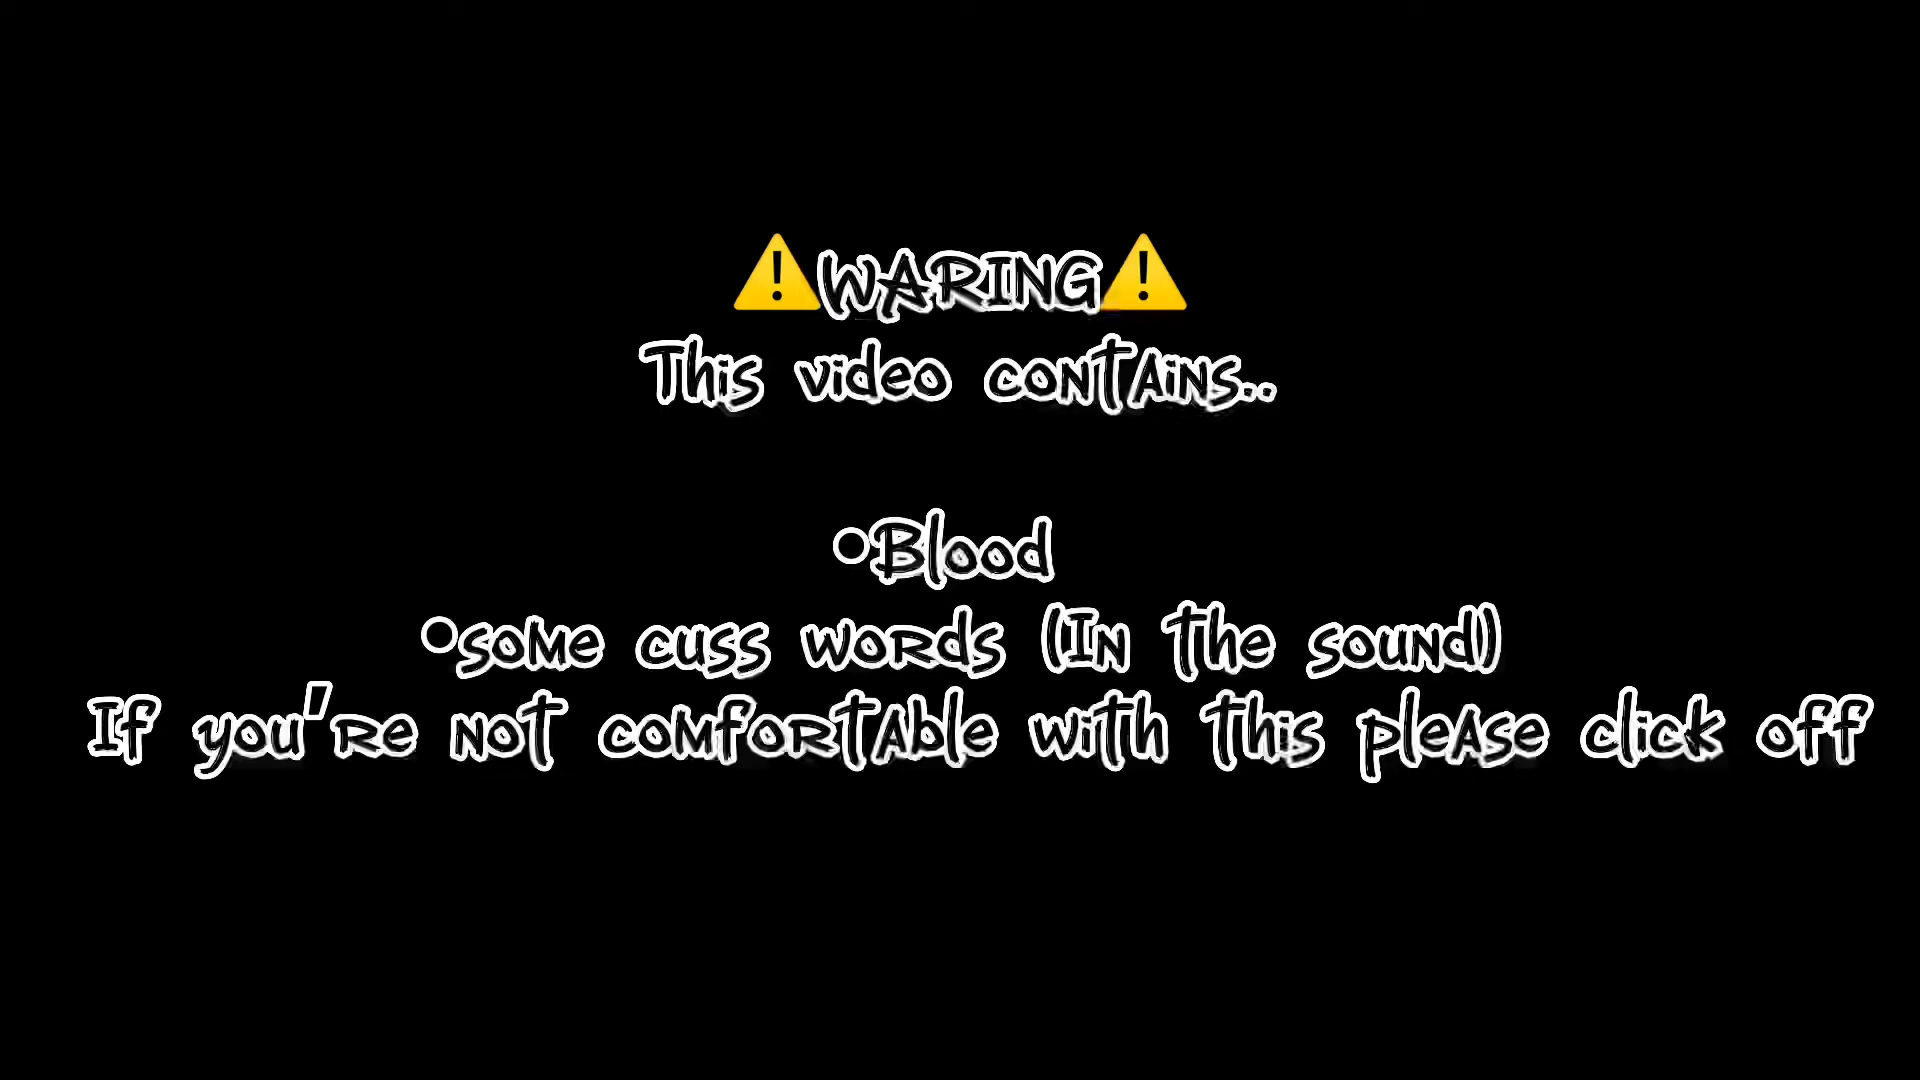 ⚠️WARING⚠️
This video contains..
•Blood
•some cuss words (In the sound)
If you're not comfortable with this please click off